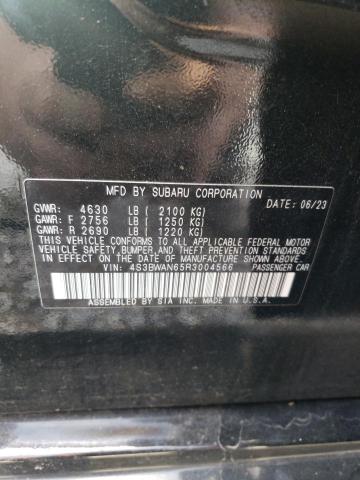 MFD BY SUBARU CORPORATION
GVWR: 4630 LB ( 2100 KG) DATE: 06/23
GAWR: F 2756 LB ( 1250 KG)
GAWR: R 2690 LB ( 1220 KG)
THIS VEHICLE CONFORMS TO ALL APPLICABLE FEDERAL MOTOR
VEHICLE SAFETY, BUMPER, AND THEFT PREVENTION STANDARDS IN
EFFECT ON THE DATE OF MANUFACTURE SHOWN ABOVE.
VIN: 4S3BWAN65R3004566 PASSENGER CAR
ASSEMBLED BY SIA INC. MADE IN U.S.A.